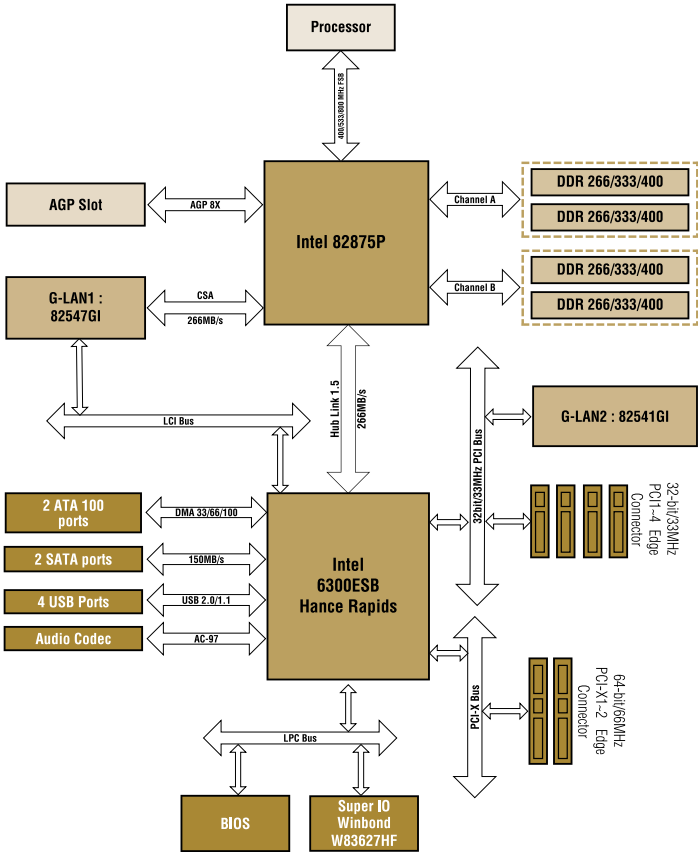 Processor
400/533/800 MHz FSB
AGP Slot
AGP 8X
Intel 82875P
Channel A
DDR 266/333/400
DDR 266/333/400
Channel B
DDR 266/333/400
DDR 266/333/400
G-LAN1 :
82547GI
CSA
266MB/s
LCI Bus
Hub Link 1.5
266MB/s
32bit/33MHz PCI Bus
G-LAN2 : 82541GI
32-bit/33MHz
PCI1~4 Edge
Connector
2 ATA 100
ports
DMA 33/66/100
2 SATA ports
150MB/s
4 USB Ports
USB 2.0/1.1
Audio Codec
AC-97
Intel
6300ESB
Hance Rapids
PCI-X Bus
64-bit/66MHz
PCI-X1~2 Edge
Connector
LPC Bus
BIOS
Super IO
Winbond
W83627HF